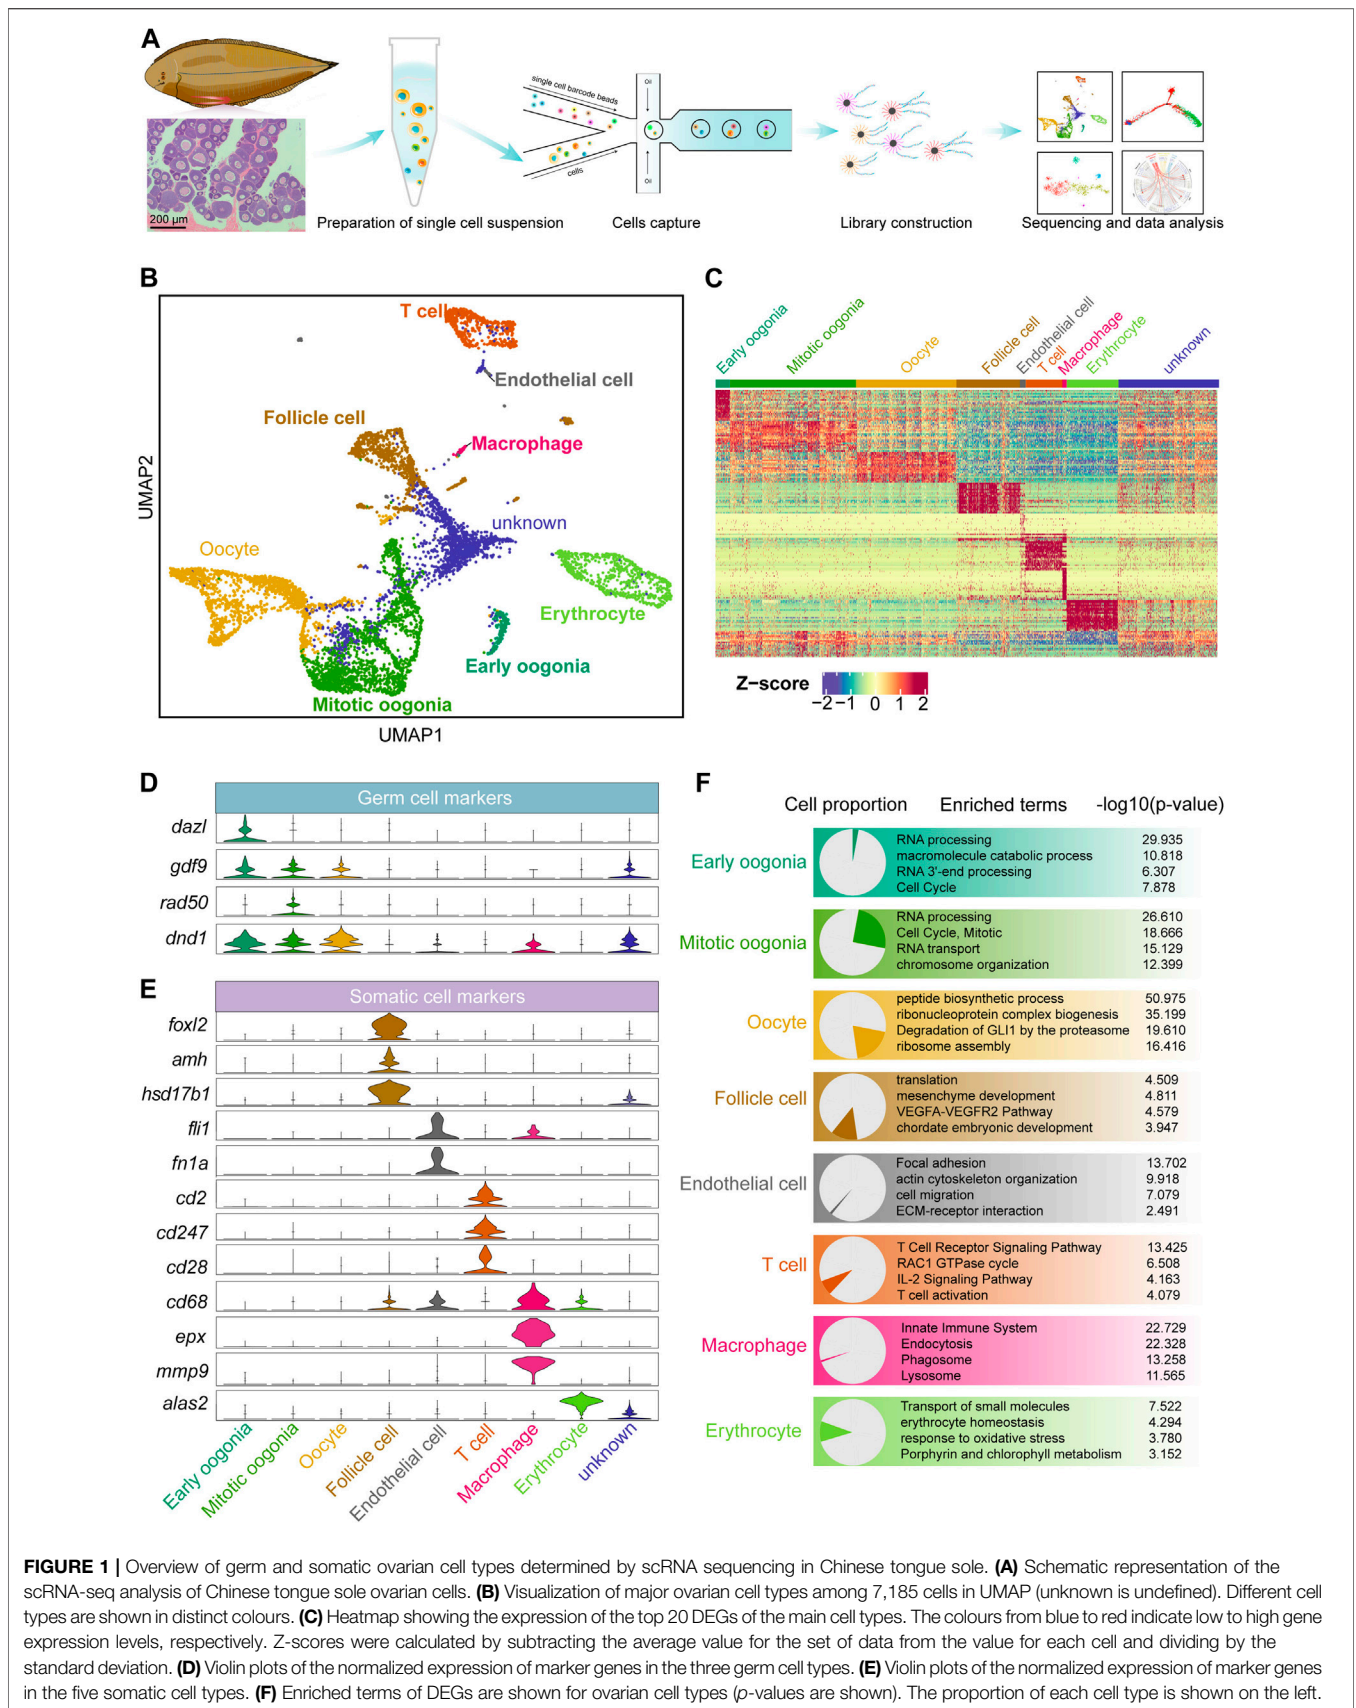 A
200 µm
single cell barcode beads
cells
Oil
Oil
Preparation of single cell suspension
Cells capture
Library construction
Sequencing and data analysis
B
T cell
Endothelial cell
Follicle cell
Macrophage
unknown
Oocyte
Erythrocyte
Early oogonia
Mitotic oogonia
UMAP2
UMAP1
C
Early oogonia
Mitotic oogonia
Oocyte
Follicle cell
Endothelial cell
T cell
Macrophage
Erythrocyte
unknown
Z−score
−2 −1 0 1 2
D
Germ cell markers
dazl
gdf9
rad50
dnd1
E
Somatic cell markers
foxl2
amh
hsd17b1
fli1
fn1a
cd2
cd247
cd28
cd68
epx
mmp9
alas2
Early oogonia
Mitotic oogonia
Oocyte
Follicle cell
Endothelial cell
T cell
Macrophage
Erythrocyte
unknown
F
Cell proportion Enriched terms -log10(p-value)
Early oogonia
RNA processing 29.935
macromolecule catabolic process 10.818
RNA 3'-end processing 6.307
Cell Cycle 7.878
Mitotic oogonia
RNA processing 26.610
Cell Cycle, Mitotic 18.666
RNA transport 15.129
chromosome organization 12.399
Oocyte
peptide biosynthetic process 50.975
ribonucleoprotein complex biogenesis 35.199
Degradation of GLI1 by the proteasome 19.610
ribosome assembly 16.416
Follicle cell
translation 4.509
mesenchyme development 4.811
VEGFA-VEGFR2 Pathway 4.579
chordate embryonic development 3.947
Endothelial cell
Focal adhesion 13.702
actin cytoskeleton organization 9.918
cell migration 7.079
ECM-receptor interaction 2.491
T cell
T Cell Receptor Signaling Pathway 13.425
RAC1 GTPase cycle 6.508
IL-2 Signaling Pathway 4.163
T cell activation 4.079
Macrophage
Innate Immune System 22.729
Endocytosis 22.328
Phagosome 13.258
Lysosome 11.565
Erythrocyte
Transport of small molecules 7.522
erythrocyte homeostasis 4.294
response to oxidative stress 3.780
Porphyrin and chlorophyll metabolism 3.152
FIGURE 1 | Overview of germ and somatic ovarian cell types determined by scRNA sequencing in Chinese tongue sole. (A) Schematic representation of the
scRNA-seq analysis of Chinese tongue sole ovarian cells. (B) Visualization of major ovarian cell types among 7,185 cells in UMAP (unknown is undefined). Different cell
types are shown in distinct colours. (C) Heatmap showing the expression of the top 20 DEGs of the main cell types. The colours from blue to red indicate low to high gene
expression levels, respectively. Z-scores were calculated by subtracting the average value for the set of data from the value for each cell and dividing by the
standard deviation. (D) Violin plots of the normalized expression of marker genes in the three germ cell types. (E) Violin plots of the normalized expression of marker genes
in the five somatic cell types. (F) Enriched terms of DEGs are shown for ovarian cell types (p-values are shown). The proportion of each cell type is shown on the left.